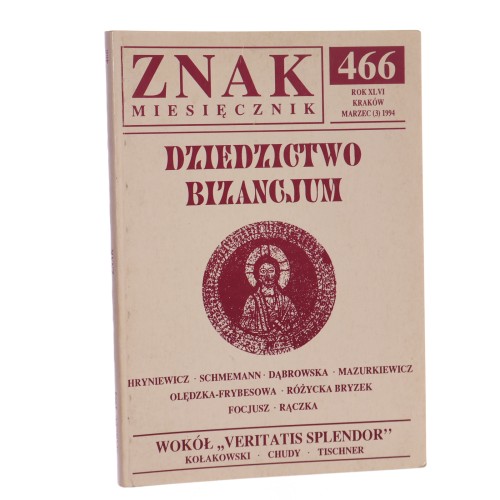 ZNAK
MIESIĘCZNIK
466
ROK XLVI
KRAKÓW
MARZEC (3) 1994
DZIEDZICTWO
BIZANCJUM
HRYNIEWICZ · SCHMEMANN · DĄBROWSKA · MAZURKIEWICZ
OLĘDZKA-FRYBESOWA · RÓŻYCKA BRYZEK
FOCJUSZ · RĄCZKA
WOKÓŁ „VERITATIS SPLENDOR”
KOŁAKOWSKI · CHUDY · TISCHNER